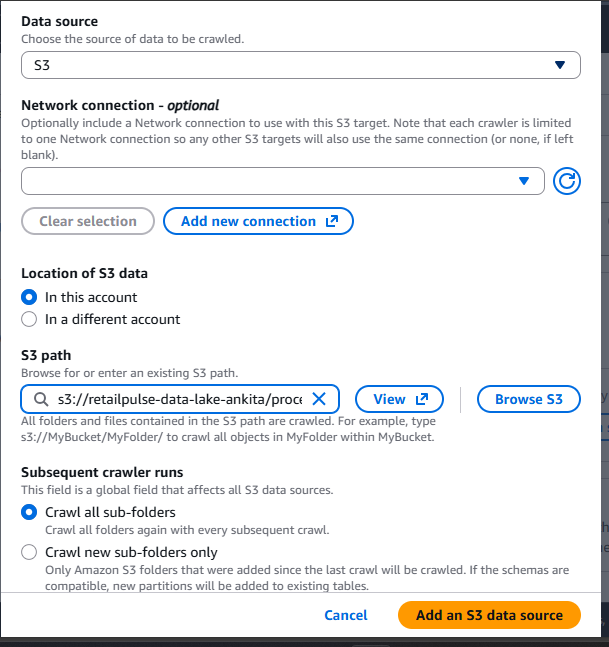 Data source
Choose the source of data to be crawled.
S3
Network connection - optional
Optionally include a Network connection to use with this S3 target. Note that each crawler is limited
to one Network connection so any other S3 targets will also use the same connection (or none, if left
blank).
Clear selection
Add new connection
Location of S3 data
In this account
In a different account
S3 path
Browse for or enter an existing S3 path.
s3://retailpulse-data-lake-ankita/proce
View
Browse S3
All folders and files contained in the S3 path are crawled. For example, type
s3://MyBucket/MyFolder/ to crawl all objects in MyFolder within MyBucket.
Subsequent crawler runs
This field is a global field that affects all S3 data sources.
Crawl all sub-folders
Crawl all folders again with every subsequent crawl.
Crawl new sub-folders only
Only Amazon S3 folders that were added since the last crawl will be crawled. If the schemas are
compatible, new partitions will be added to existing tables.
Cancel
Add an S3 data source